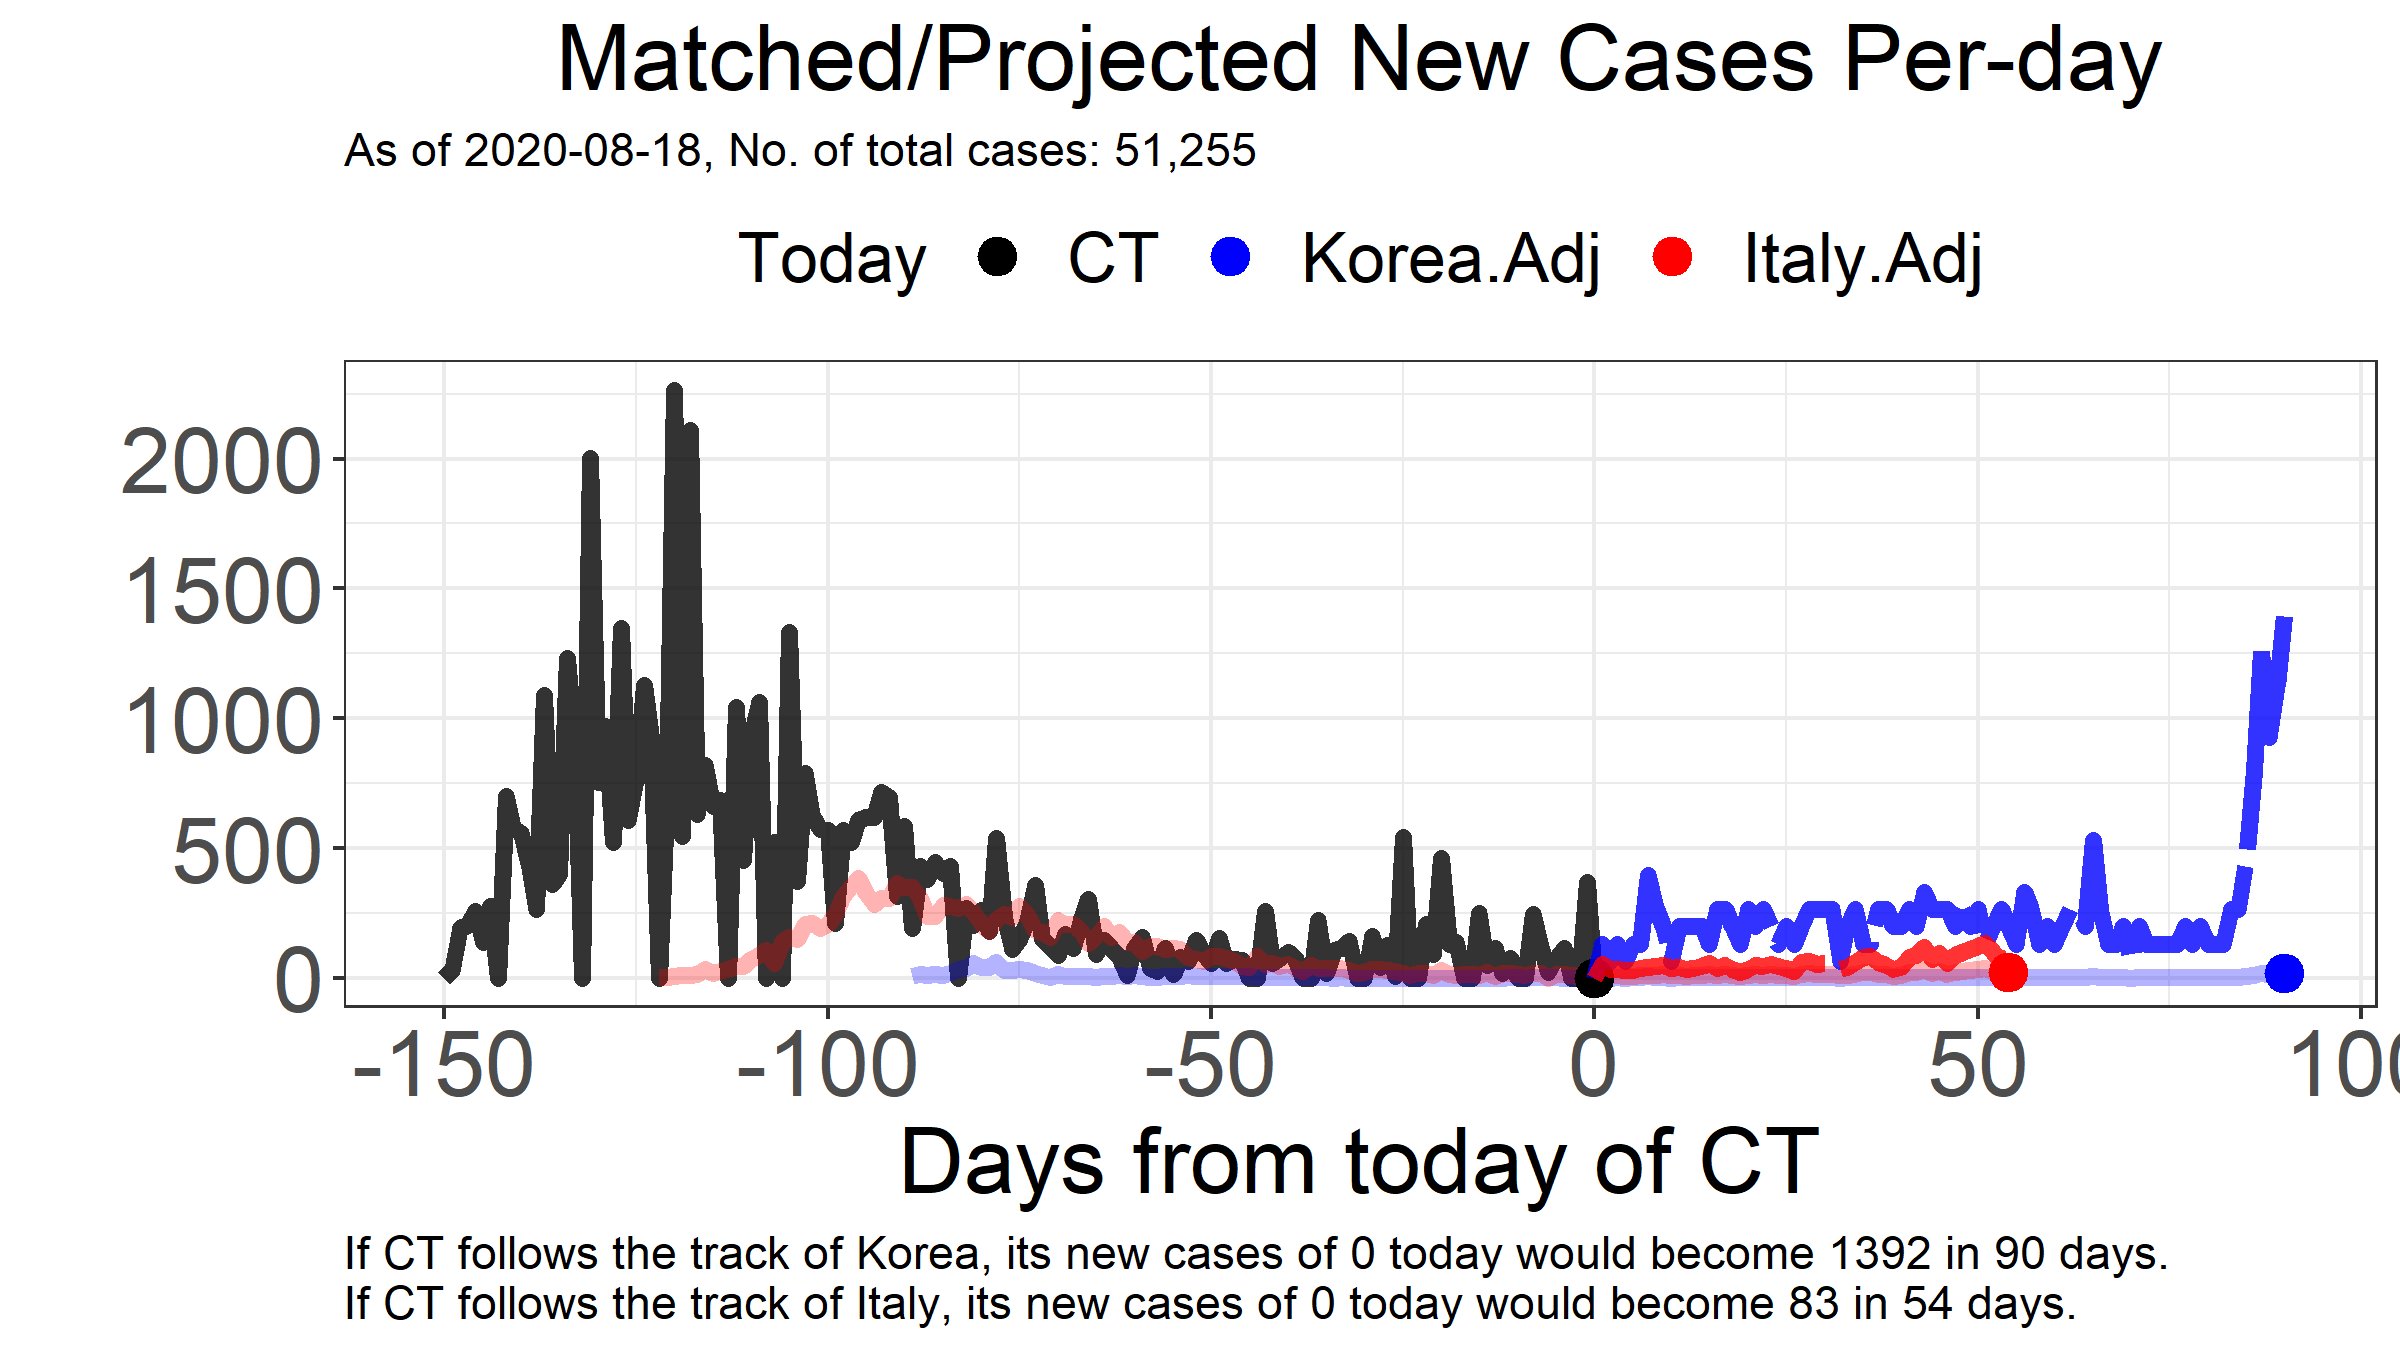 Matched/Projected New Cases Per-day
As of 2020-08-18, No. of total cases: 51,255
Today CT Korea.Adj Italy.Adj
2000
1500
1000
500
0
-150 -100 -50 0 50 100
Days from today of CT
If CT follows the track of Korea, its new cases of 0 today would become 1392 in 90 days.
If CT follows the track of Italy, its new cases of 0 today would become 83 in 54 days.